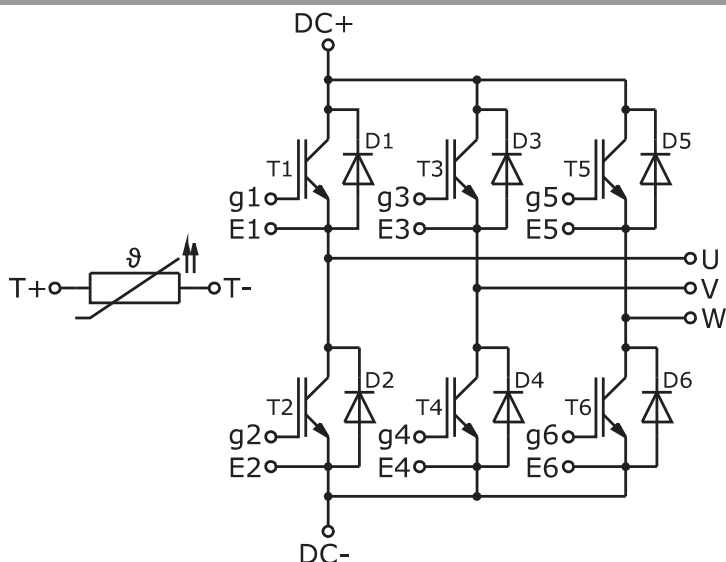 DC+
T1 D1 T3 D3 T5 D5
g1 g3 g5
E1 E3 E5
ϑ
T+ T-
U
V
W
T2 D2 T4 D4 T6 D6
g2 g4 g6
E2 E4 E6
DC-